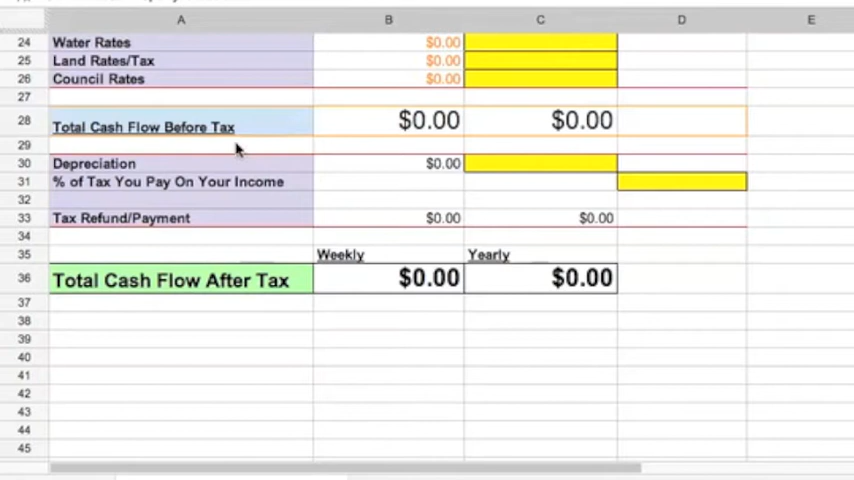 A B C D E
24 Water Rates $0.00
25 Land Rates/Tax $0.00
26 Council Rates $0.00
27
28 Total Cash Flow Before Tax $0.00 $0.00
29
30 Depreciation $0.00
31 % of Tax You Pay On Your Income
32
33 Tax Refund/Payment $0.00 $0.00
34
35 Weekly Yearly
36 Total Cash Flow After Tax $0.00 $0.00
37
38
39
40
41
42
43
44
45